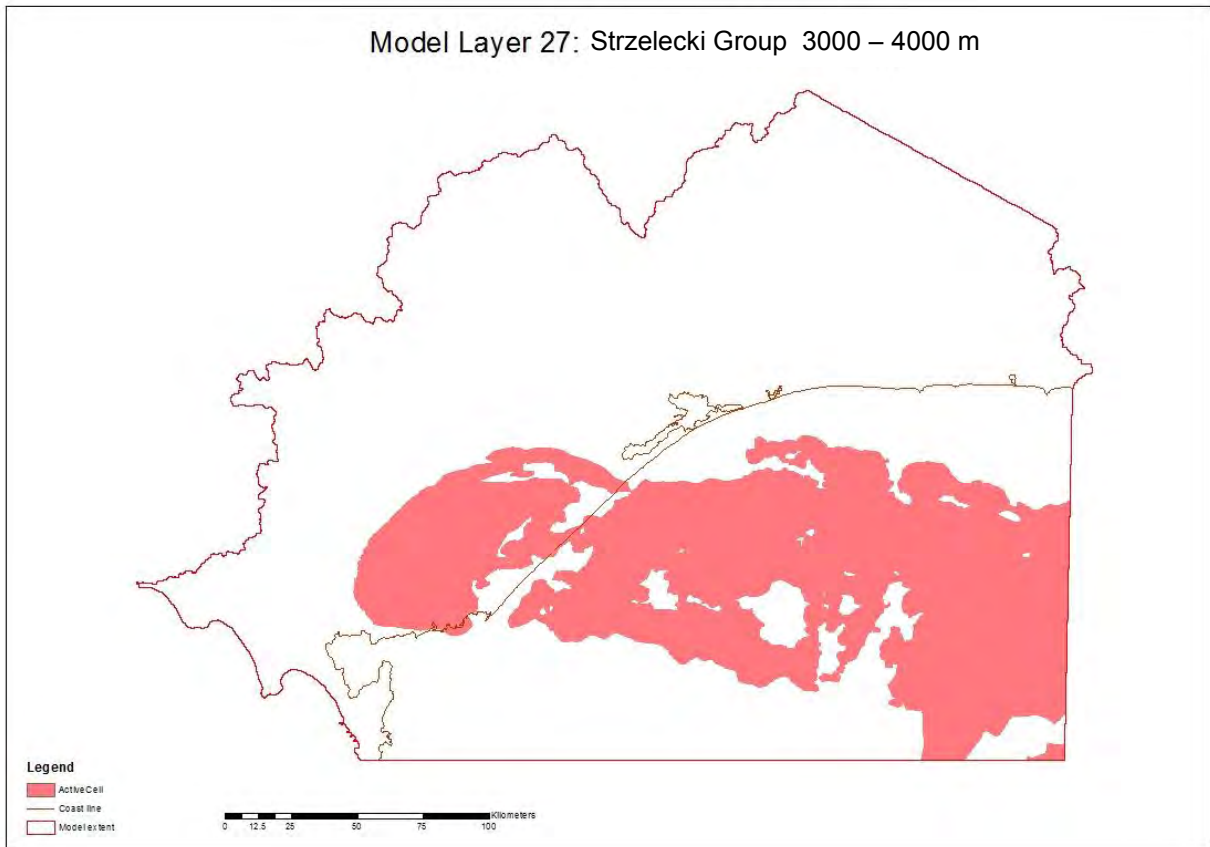 Model Layer 27: Strzelecki Group 3000 – 4000 m
Legend
ActiveCell
Coast line
Model extent
0 12.5 25 50 75 100 Kilometers